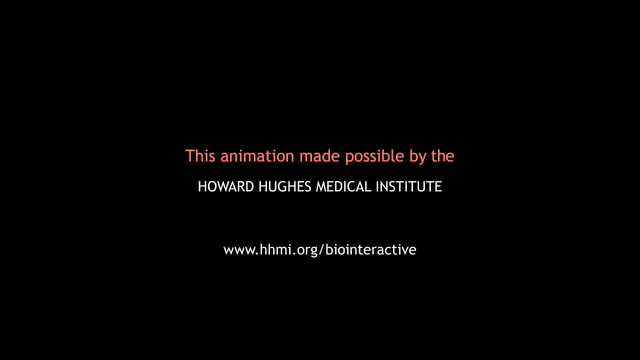 This animation made possible by the
HOWARD HUGHES MEDICAL INSTITUTE
www.hhmi.org/biointeractive